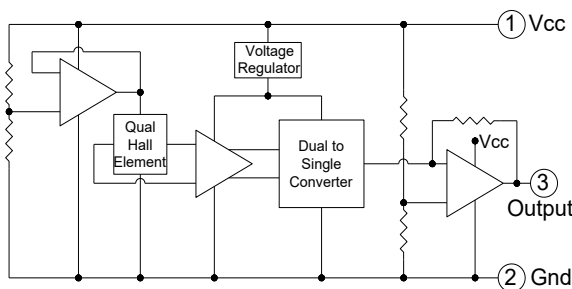 1 Vcc
Voltage
Regulator
Qual
Hall
Element
Dual to
Single
Converter
Vcc
3
Output
2 Gnd